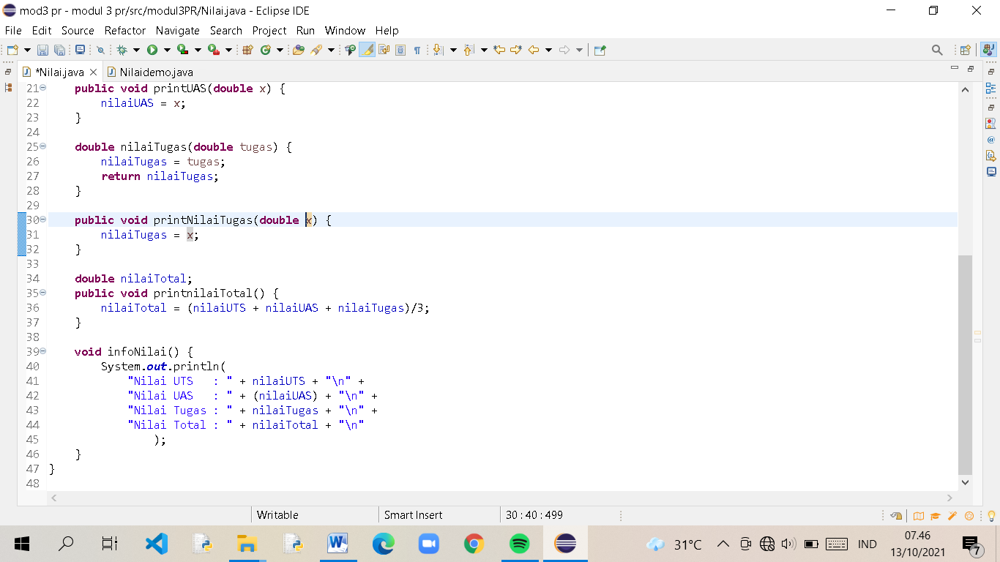 mod3 pr - modul 3 pr/src/modul3PR/Nilai.java - Eclipse IDE
File Edit Source Refactor Navigate Search Project Run Window Help
*Nilai.java Nilaidemo.java
21 public void printUAS(double x) {
22 nilaiUAS = x;
23 }
24
25 double nilaiTugas(double tugas) {
26 nilaiTugas = tugas;
27 return nilaiTugas;
28 }
29
30 public void printNilaiTugas(double x) {
31 nilaiTugas = x;
32 }
33
34 double nilaiTotal;
35 public void printnilaiTotal() {
36 nilaiTotal = (nilaiUTS + nilaiUAS + nilaiTugas)/3;
37 }
38
39 void infoNilai() {
40 System.out.println(
41 "Nilai UTS   : " + nilaiUTS + "\n" +
42 "Nilai UAS   : " + (nilaiUAS) + "\n" +
43 "Nilai Tugas : " + nilaiTugas + "\n" +
44 "Nilai Total : " + nilaiTotal + "\n"
45 );
46 }
47 }
48
Writable Smart Insert 30 : 40 : 499
31°C IND 07.46
13/10/2021 7